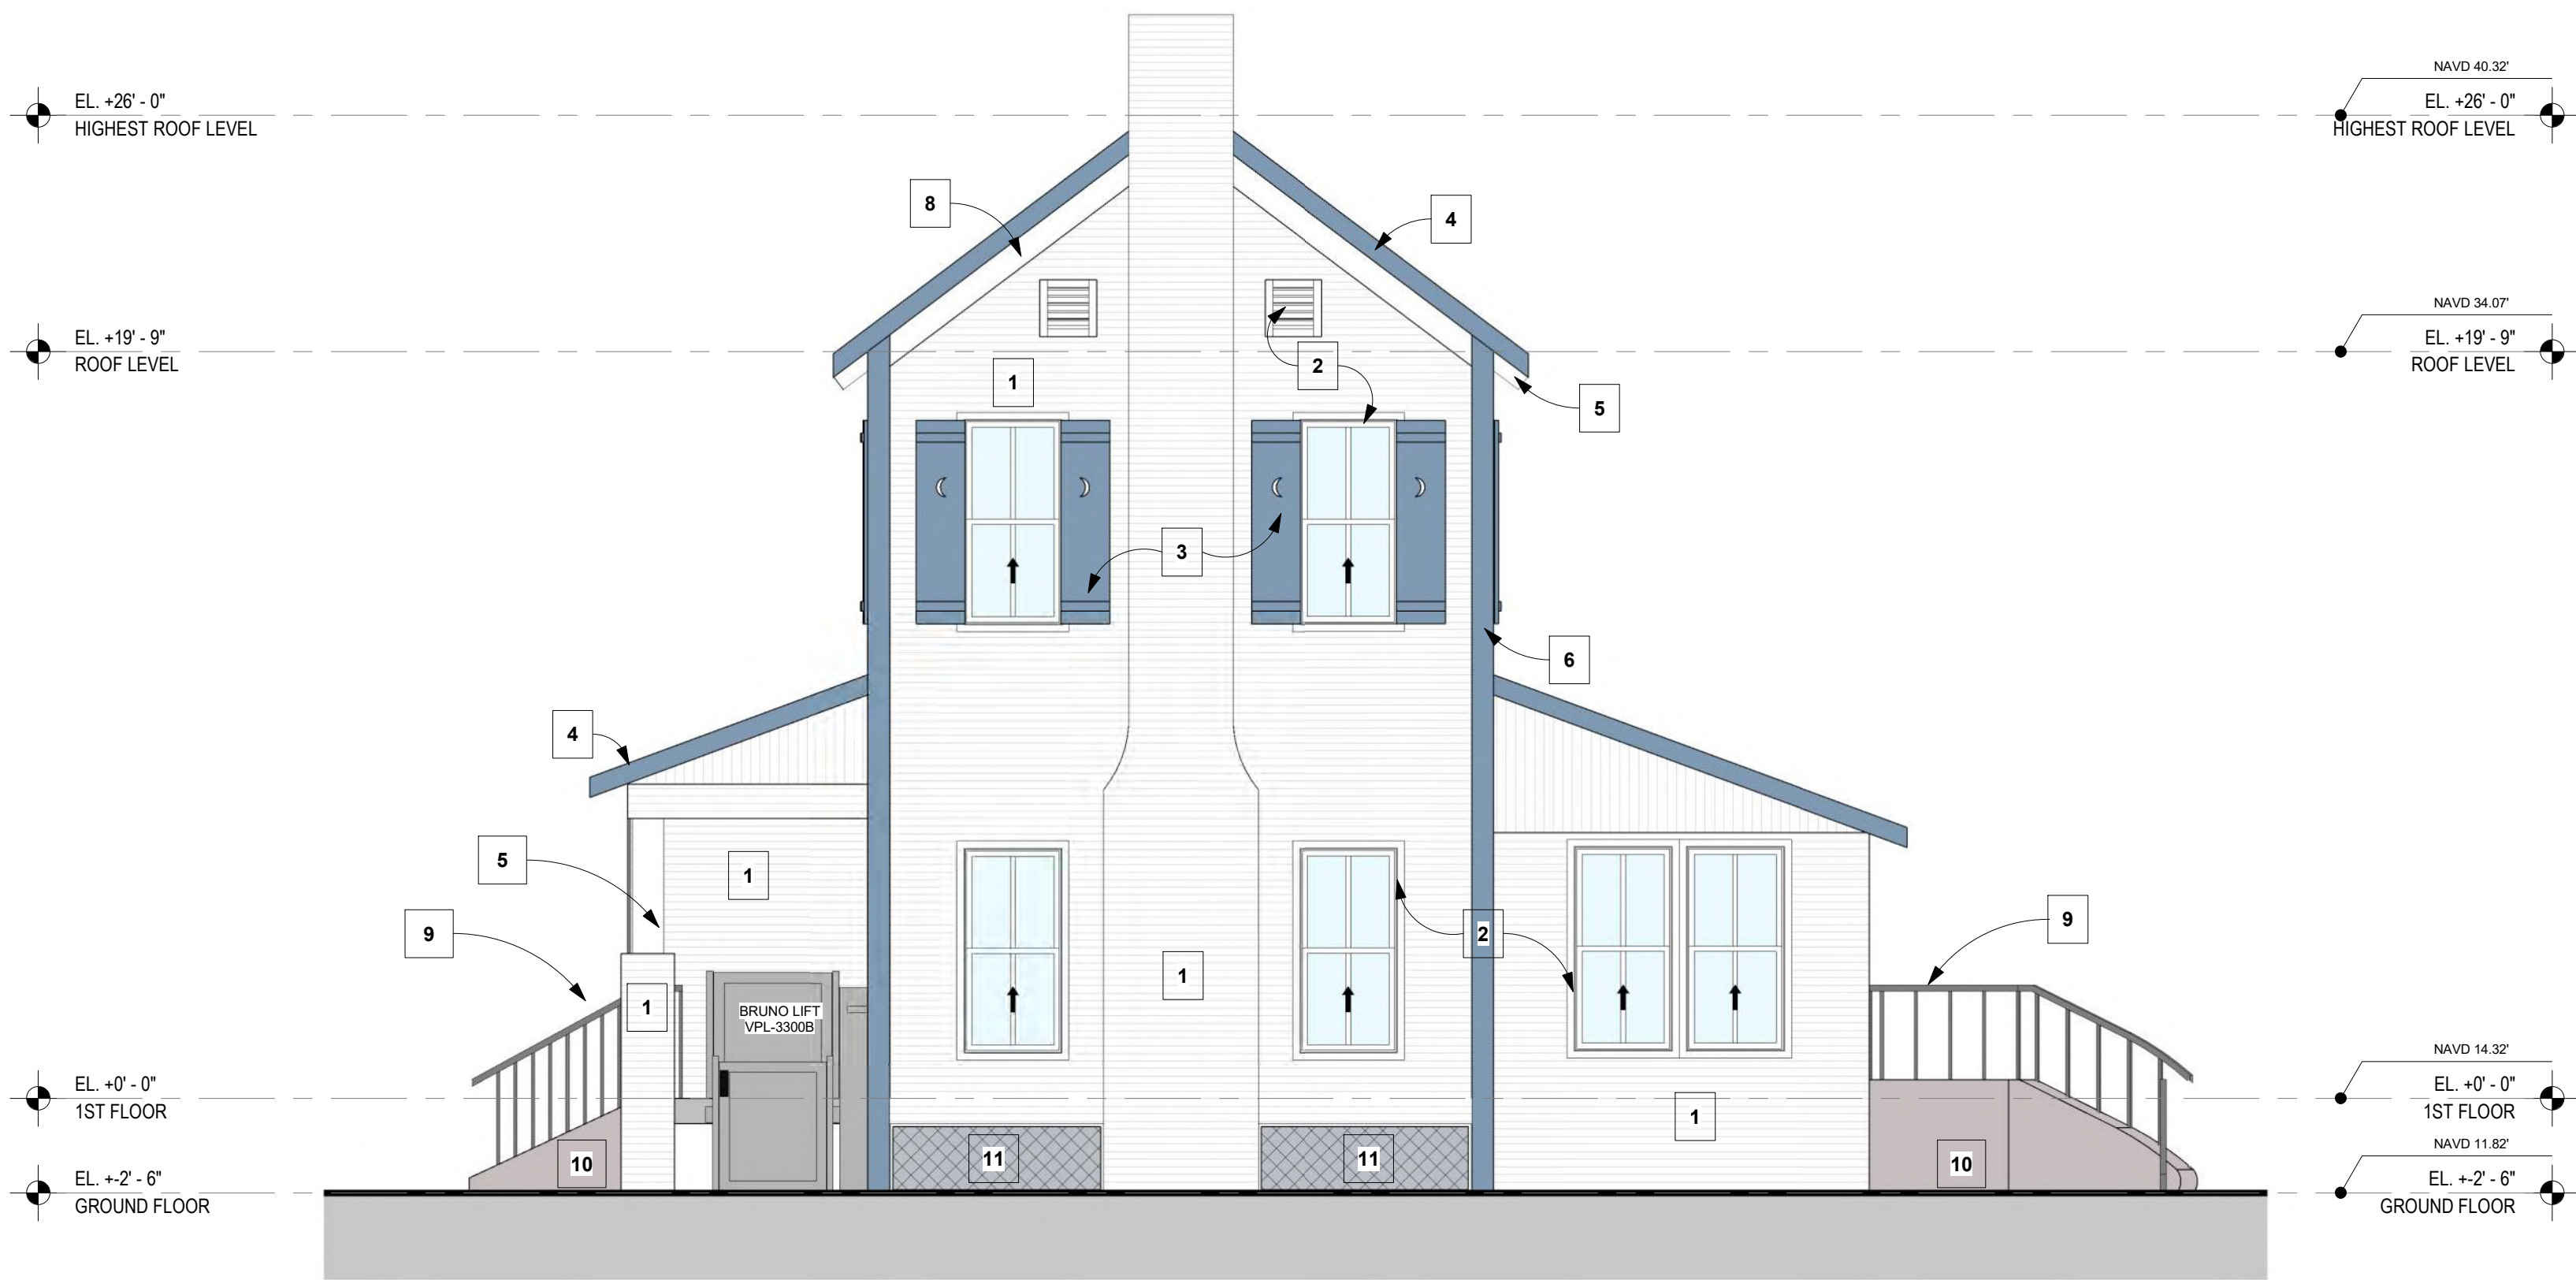 NAVD 40.32'
EL. +26' - 0"
HIGHEST ROOF LEVEL
EL. +26' - 0"
HIGHEST ROOF LEVEL
8
4
NAVD 34.07'
EL. +19' - 9"
ROOF LEVEL
EL. +19' - 9"
ROOF LEVEL
2
1
5
3
6
4
5
1
9
2
9
1
1
BRUNO LIFT
VPL-3300B
NAVD 14.32'
EL. +0' - 0"
1ST FLOOR
EL. +0' - 0"
1ST FLOOR
1
NAVD 11.82'
10
11
11
10
EL. +-2' - 6"
GROUND FLOOR
EL. +-2' - 6"
GROUND FLOOR